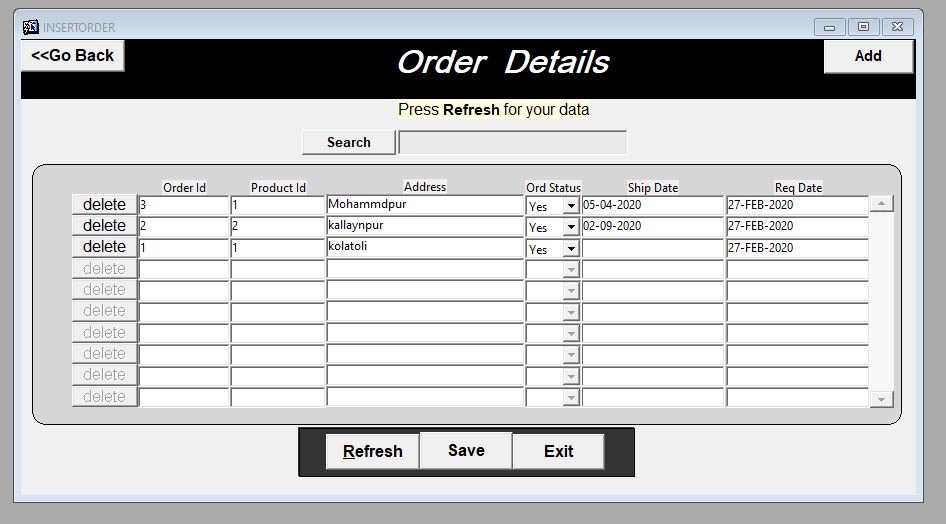 INSERTORDER
<<Go Back Order Details Add
Press Refresh for your data
Search
Order Id Product Id Address Ord Status Ship Date Req Date
delete 3 1 Mohammdpur Yes 05-04-2020 27-FEB-2020
delete 2 2 kallaynpur Yes 02-09-2020 27-FEB-2020
delete 1 1 kolatoli Yes 27-FEB-2020
delete
delete
delete
delete
delete
delete
delete
Refresh Save Exit